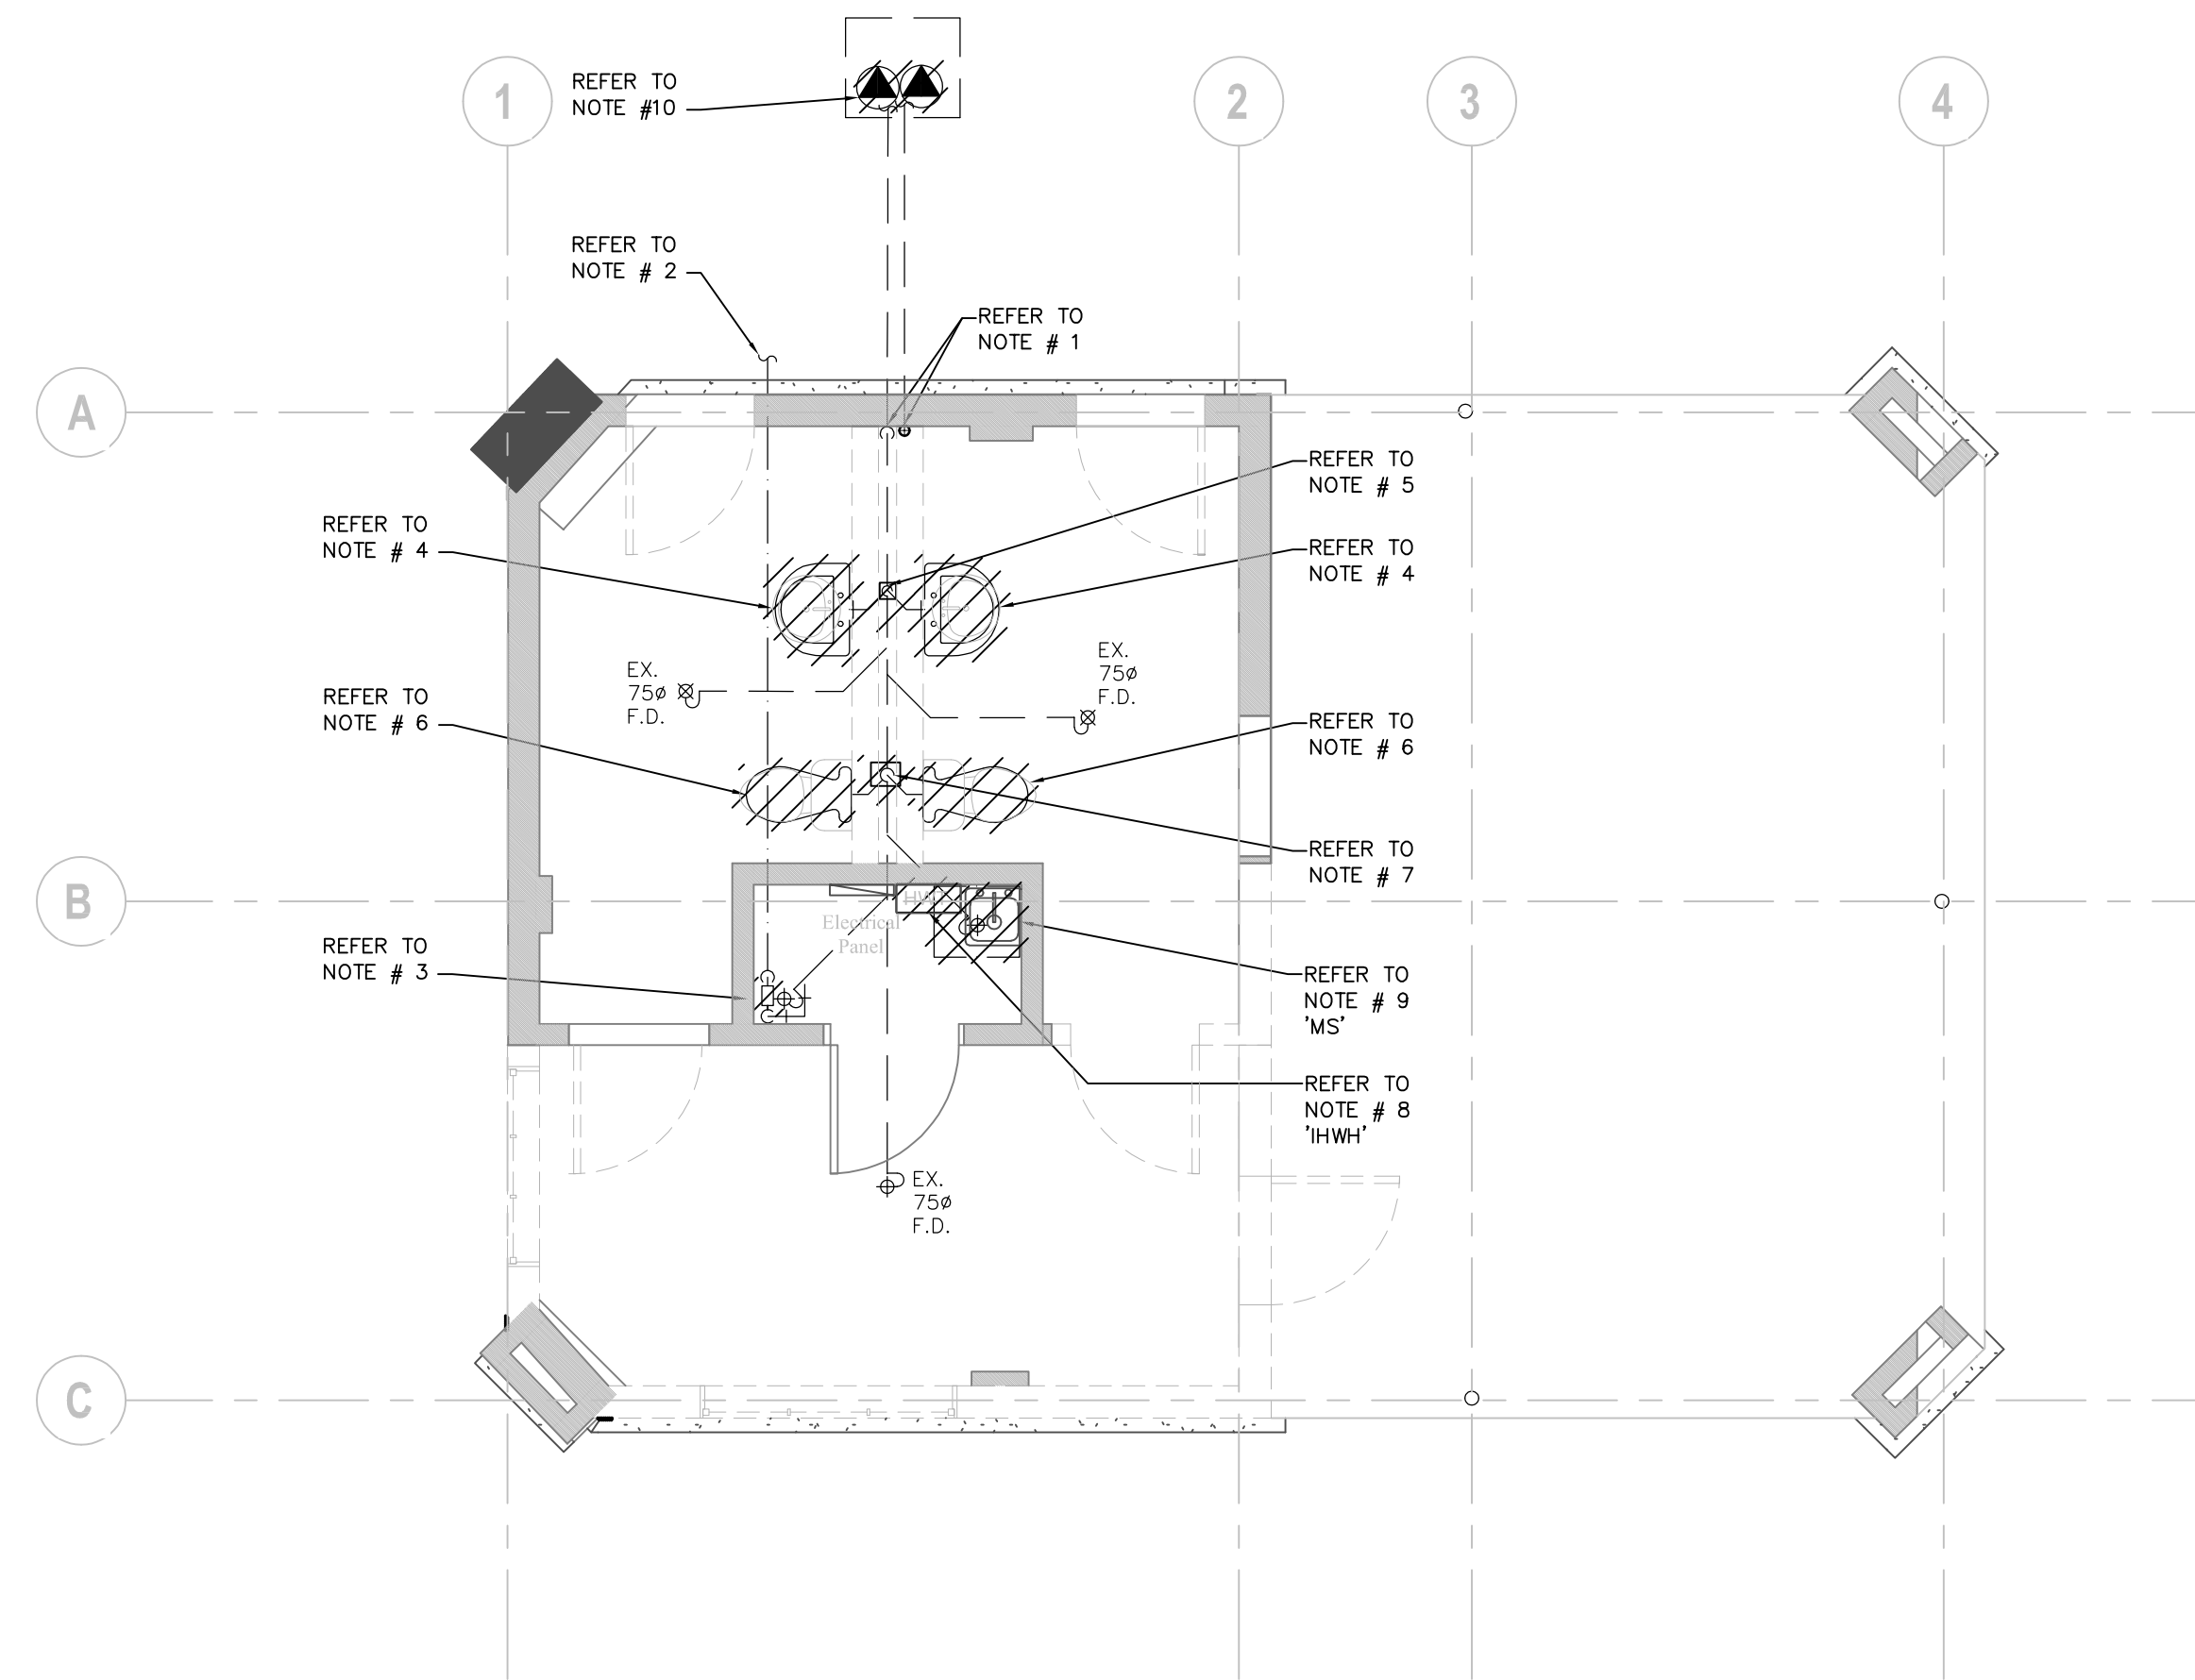 REFER TO
NOTE #10
1
2
3
4
REFER TO
NOTE # 2
REFER TO
NOTE # 1
A
REFER TO
NOTE # 5
REFER TO
NOTE # 4
REFER TO
NOTE # 4
EX.
75ø
F.D.
EX.
75ø
F.D.
REFER TO
NOTE # 6
REFER TO
NOTE # 6
REFER TO
NOTE # 7
B
Electrical
Panel
REFER TO
NOTE # 3
REFER TO
NOTE # 9
'MS'
REFER TO
NOTE # 8
'IHWH'
EX.
75ø
F.D.
C